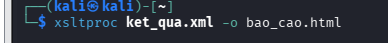 ┌──(kali㉿kali)-[~]
└─$ xsltproc ket_qua.xml -o bao_cao.html